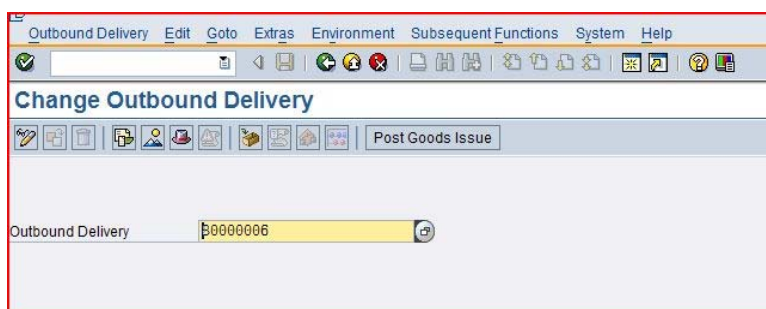 Outbound Delivery Edit Goto Extras Environment Subsequent Functions System Help
Change Outbound Delivery
Post Goods Issue
Outbound Delivery 80000006